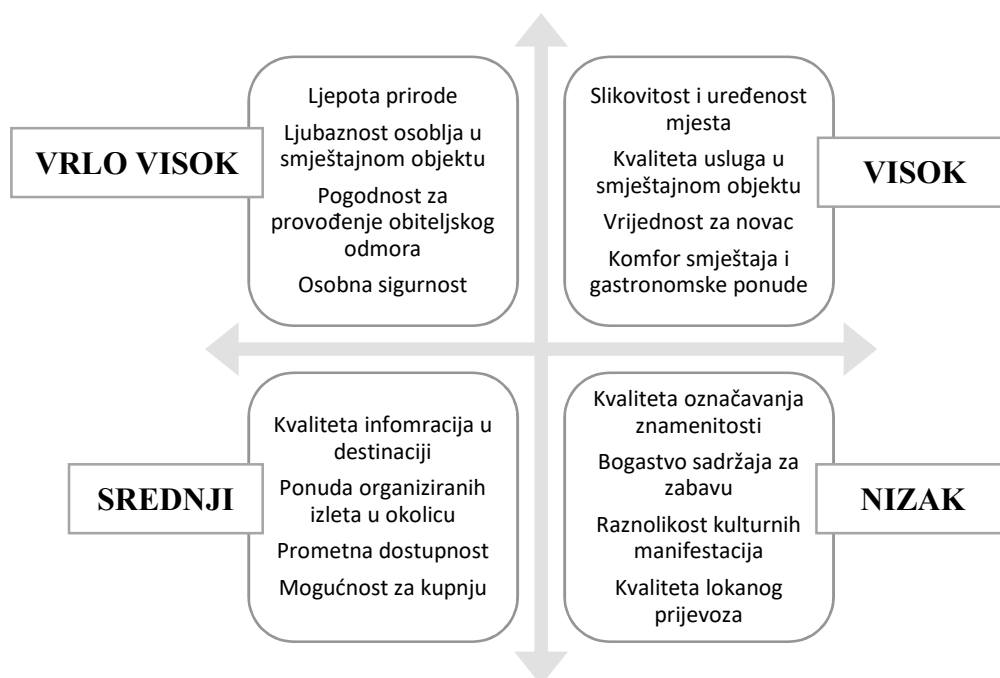 VRLO VISOK
Ljepota prirode
Ljubaznost osoblja u
smještajnom objektu
Pogodnost za
provođenje obiteljskog
odmora
Osobna sigurnost
VISOK
Slikovitost i uređenost
mjesta
Kvaliteta usluga u
smještajnom objektu
Vrijednost za novac
Komfor smještaja i
gastronomske ponude
SREDNJI
Kvaliteta infomracija u
destinaciji
Ponuda organiziranih
izleta u okolicu
Prometna dostupnost
Mogućnost za kupnju
NIZAK
Kvaliteta označavanja
znamenitosti
Bogastvo sadržaja za
zabavu
Raznolikost kulturnih
manifestacija
Kvaliteta lokanog
prijevoza